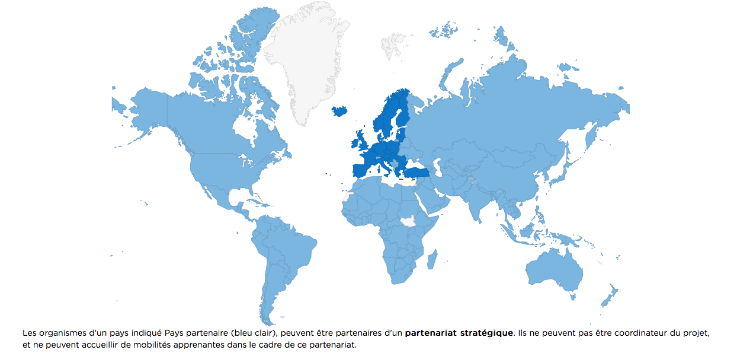 Les organismes d'un pays indiqué Pays partenaire (bleu clair), peuvent être partenaires d'un partenariat stratégique. Ils ne peuvent pas être coordinateur du projet,
et ne peuvent accueillir de mobilités apprenantes dans le cadre de ce partenariat.